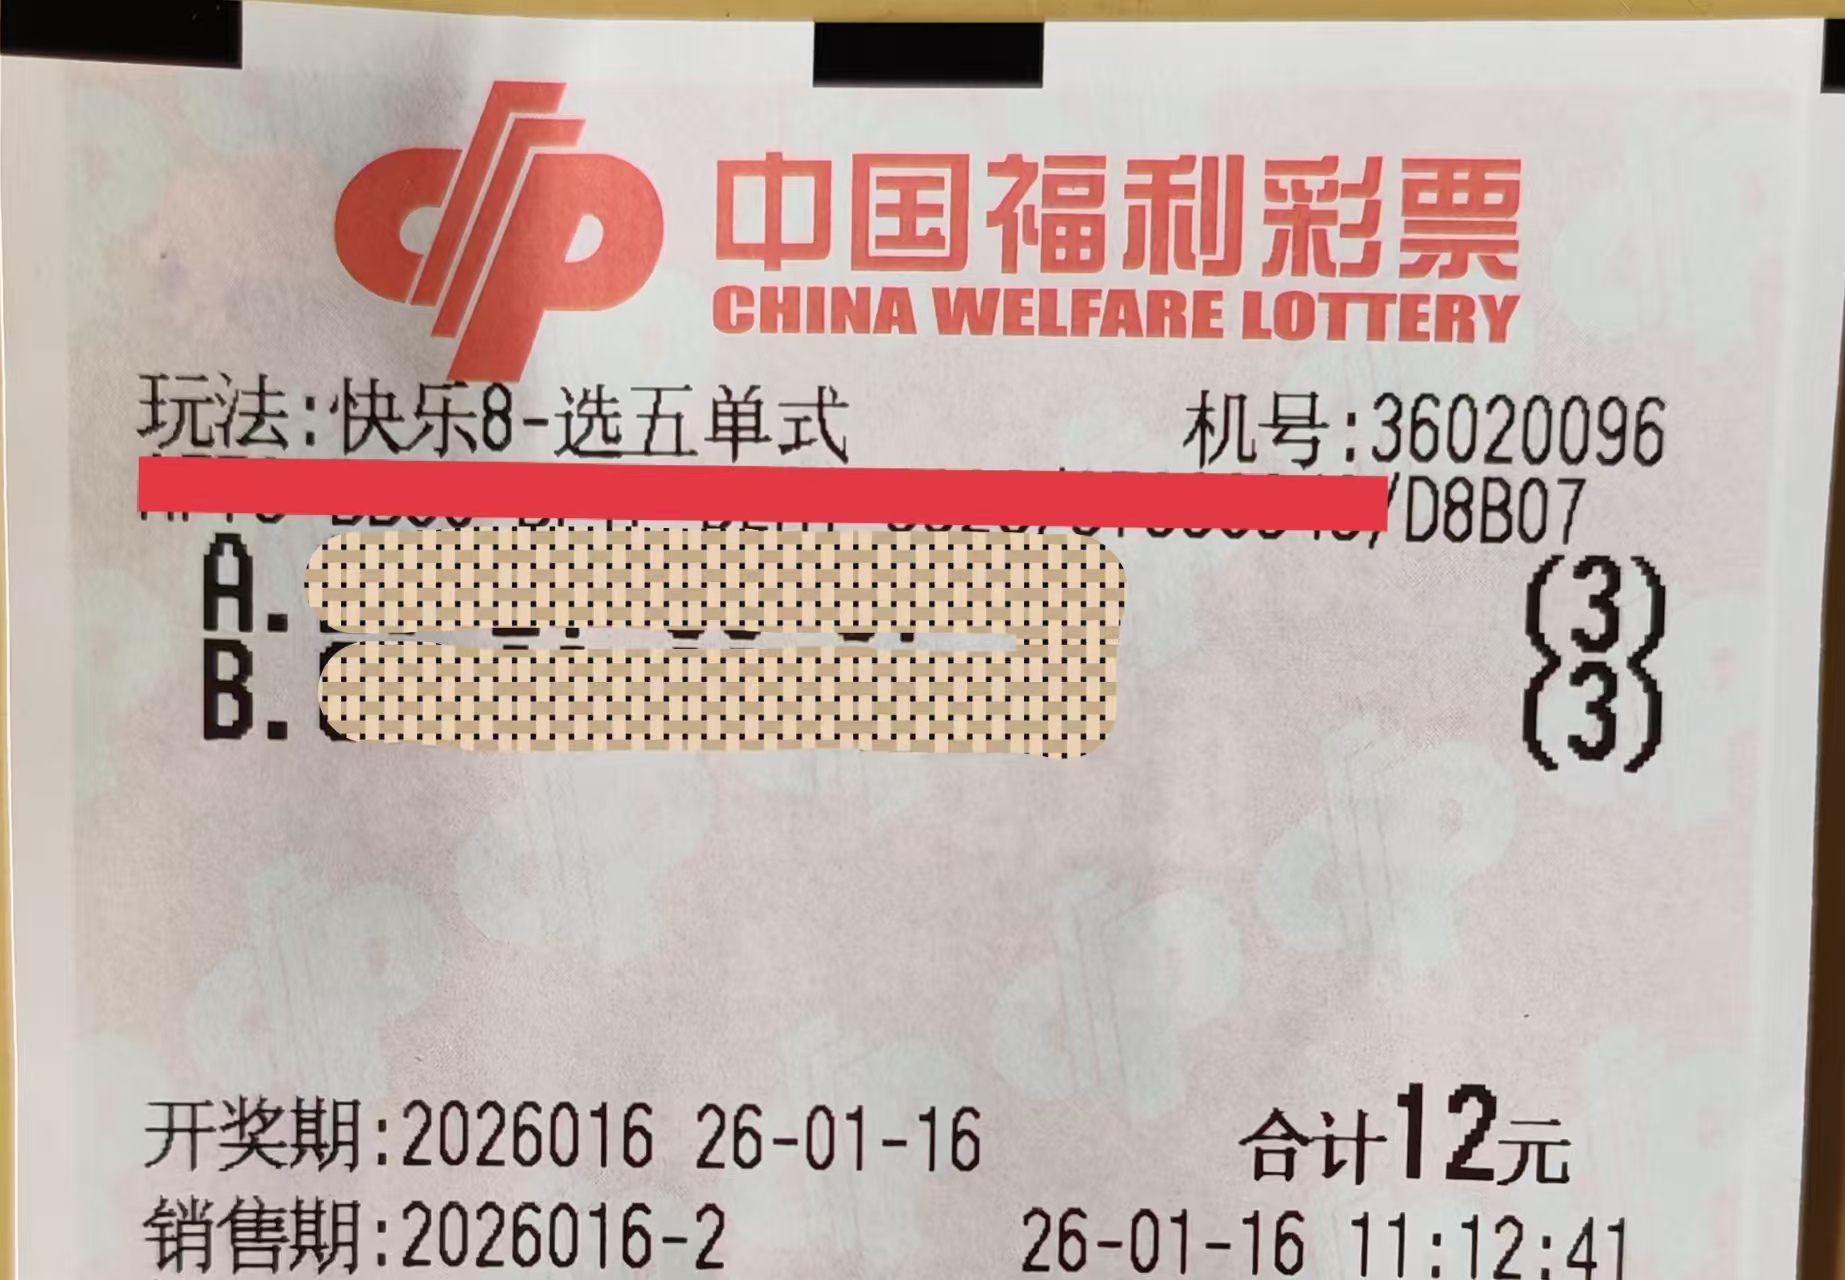 中国福利彩票
CHINA WELFARE LOTTERY
玩法:快乐8-选五单式 机号:36020096
/D8B07
A. (3)
B. (3)
开奖期:2026016 26-01-16 合计12元
销售期:2026016-2 26-01-16 11:12:41